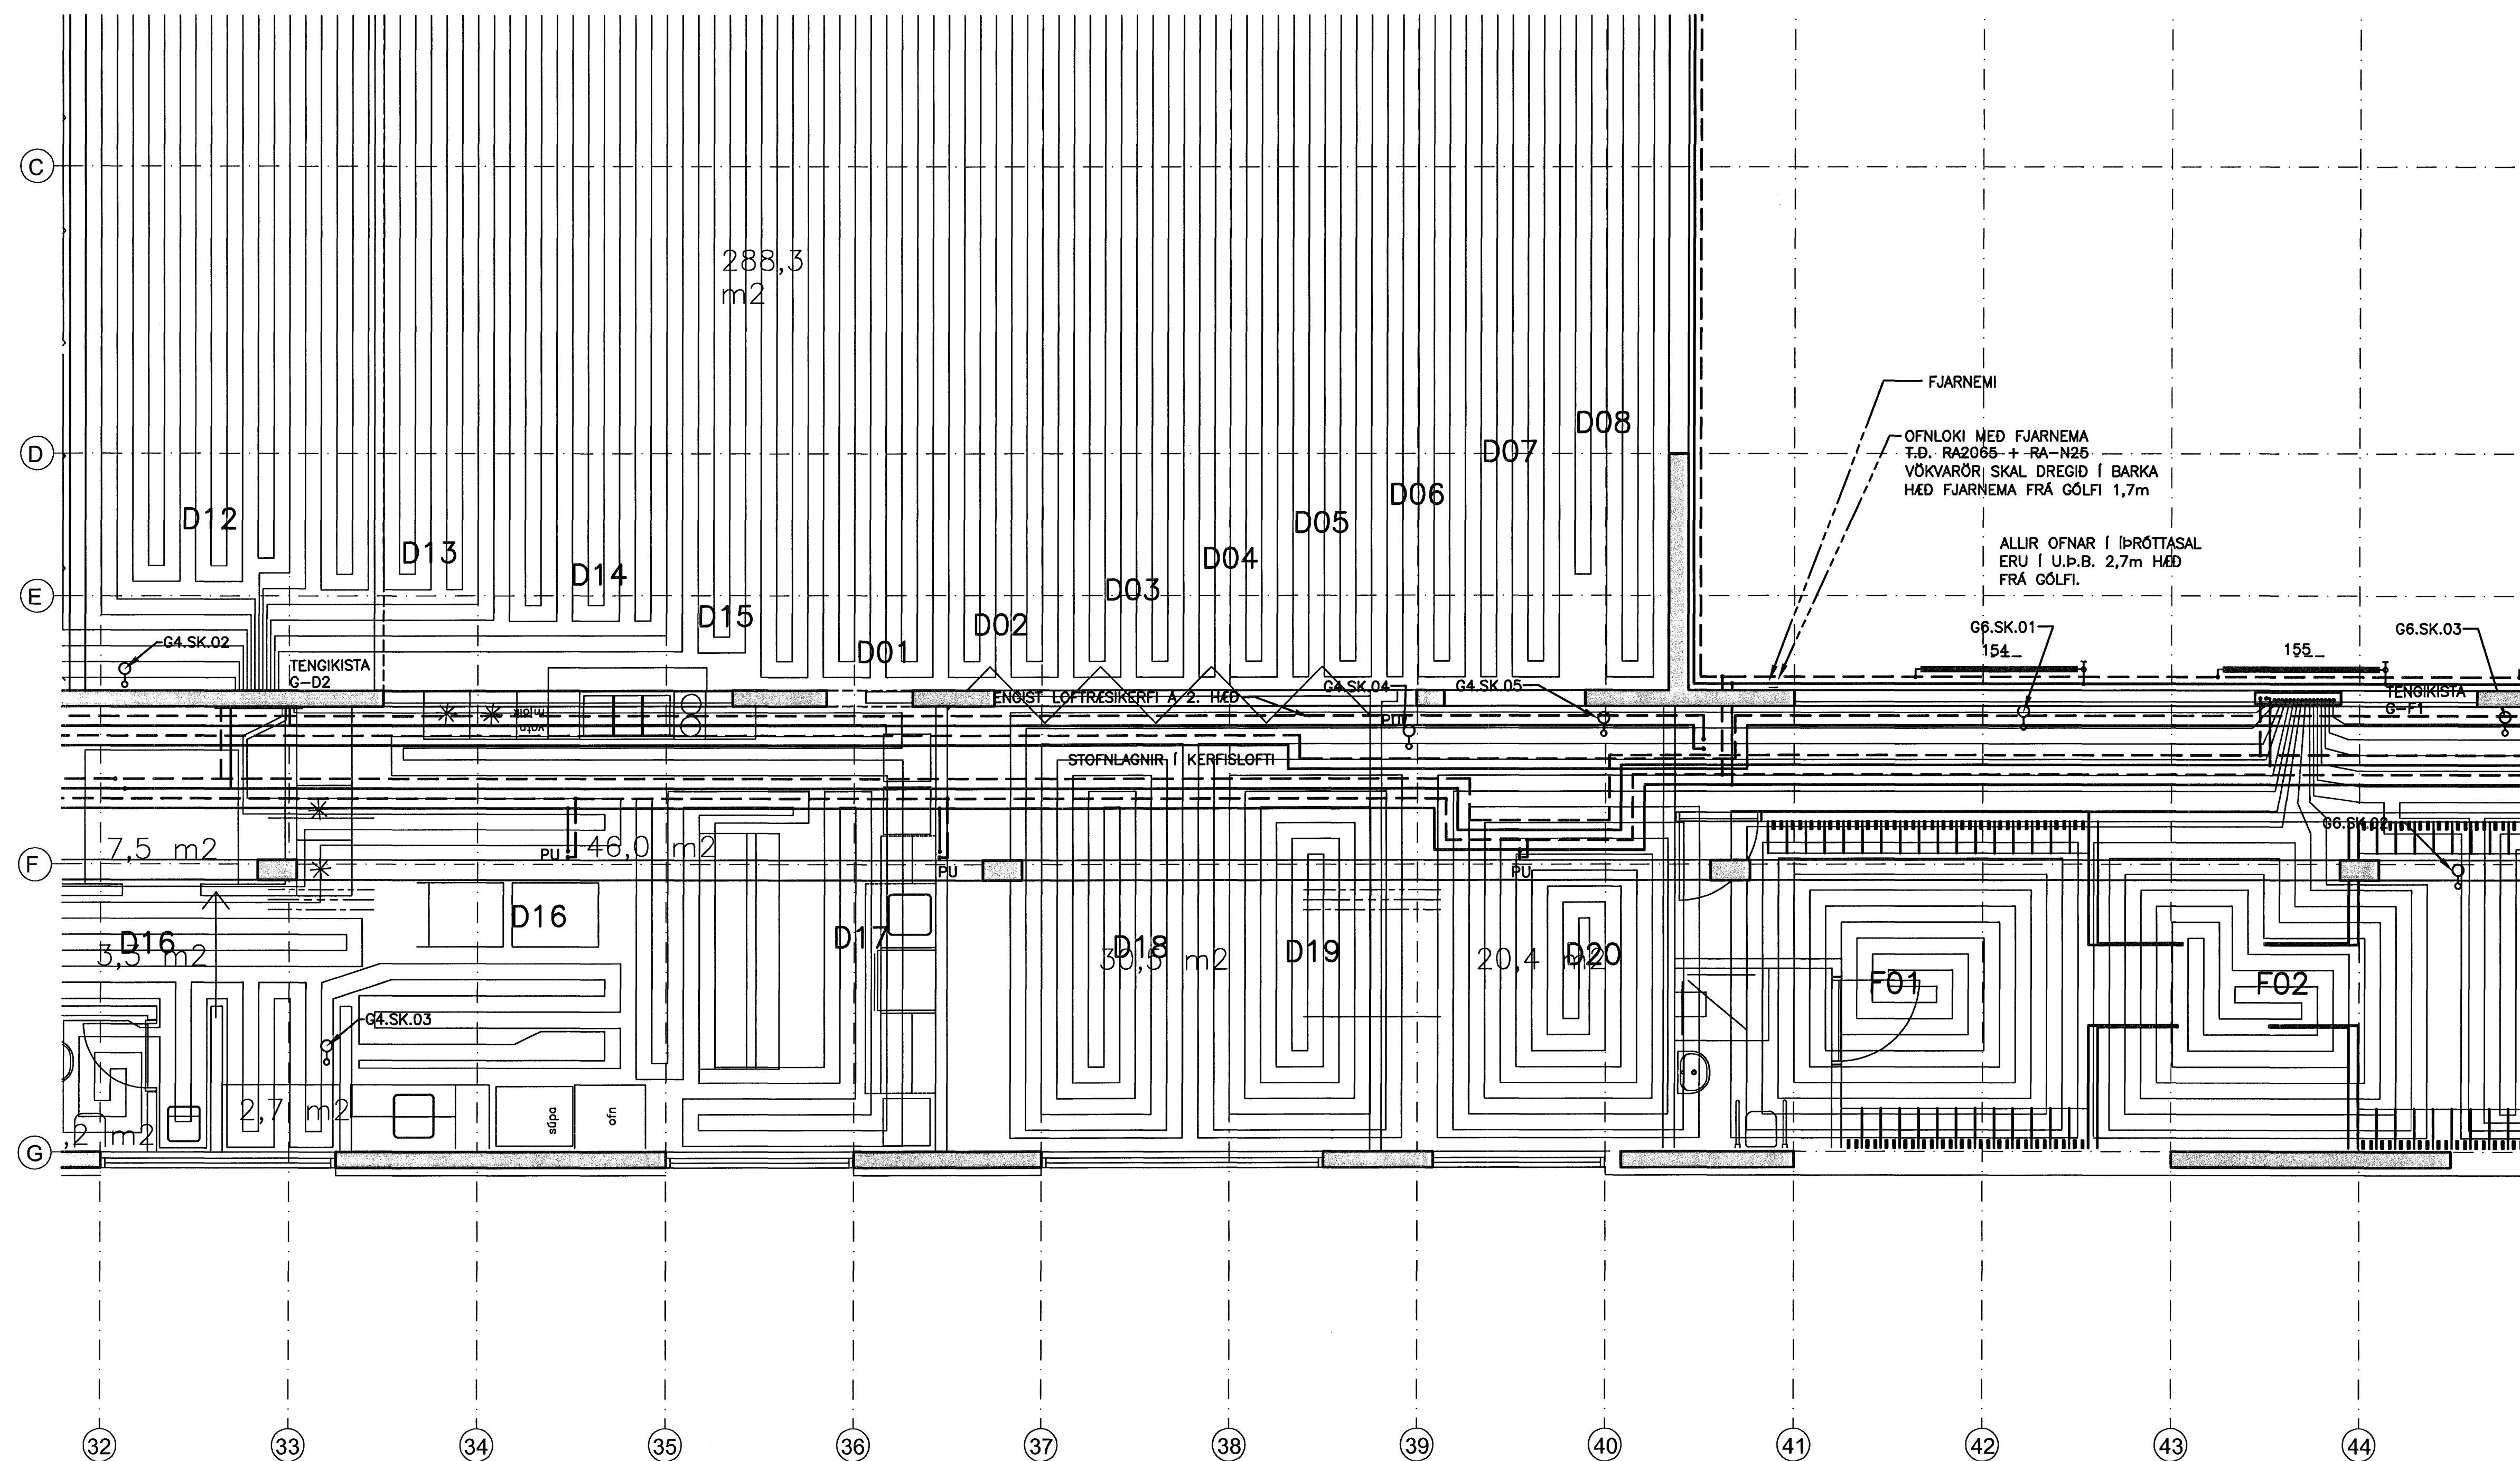 C
288,3
m2
FJARNEMI
D08
OFNLOKI MEÐ FJARNEMA
T.D. RA2065 + RA-N25
VÖKVARÖR SKAL DREGIÐ Í BARKA
HÆÐ FJARNEMA FRÁ GÓLFI 1,7m
D
D07
D06
D12
D05
ALLIR OFNAR Í ÍÞRÓTTASAL
ERU Í U.Þ.B. 2,7m HÆÐ
FRÁ GÓLFI.
D13
D04
D14
D03
E
D15
D02
D01
G4.SK.02
G6.SK.01
G6.SK.03
154
155
TENGIKISTA
G-D2
G4.SK.04
G4.SK.05
TENGIKISTA
G-F1
ENGIST LOFTRÆSIKERFI Á 2. HÆÐ
mjólk
vatn
PU
STOFNLAGNIR Í KERFISLOFTI
G6.SK.02
7,5 m2
46,0 m2
PU
F
PU
PU
D16
D16
3,3 m2
D17
D18
30,5 m2
D19
20,4 m2
D20
F01
F02
G4.SK.03
2,7 m2
súpa
ofn
,2 m2
G
32
33
34
35
36
37
38
39
40
41
42
43
44